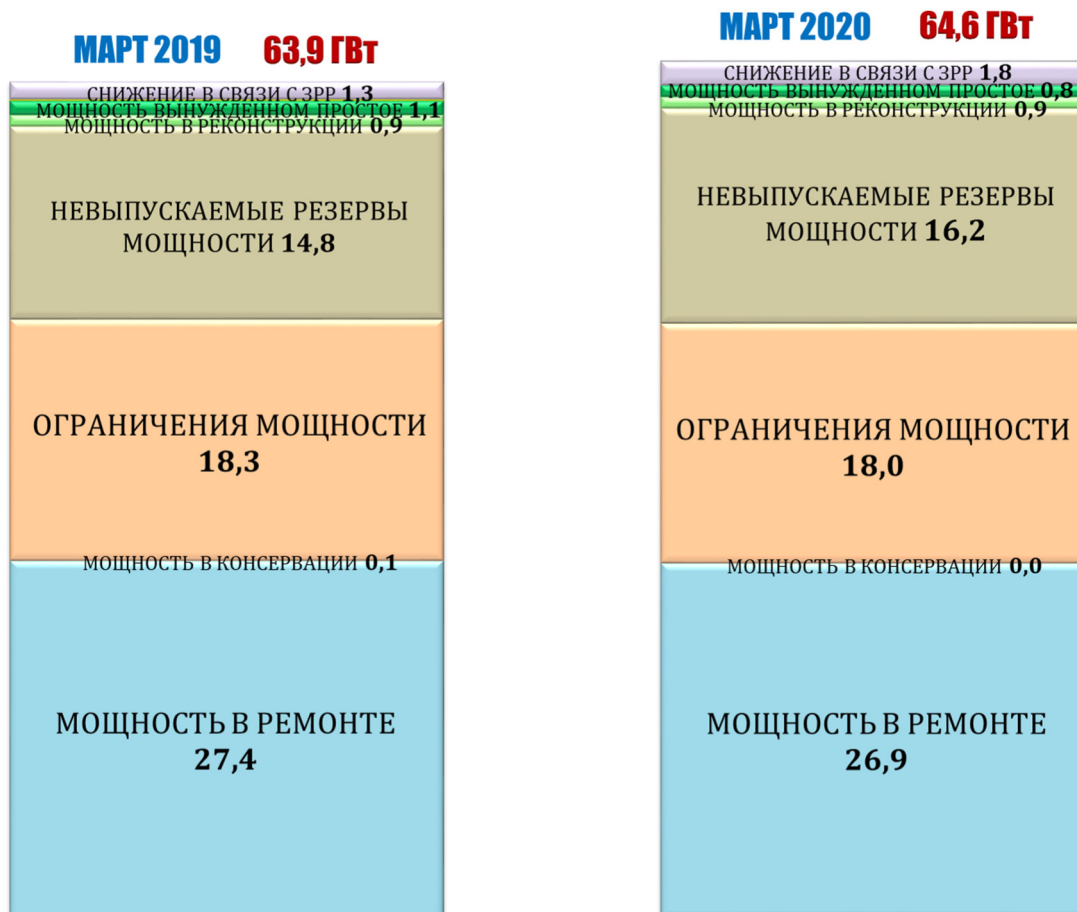 МАРТ 2019 63,9 ГВт
СНИЖЕНИЕ В СВЯЗИ С ЗРР 1,3
МОЩНОСТЬ ВЫНУЖДЕННОМ ПРОСТОЕ 1,1
МОЩНОСТЬ В РЕКОНСТРУКЦИИ 0,9
НЕВЫПУСКАЕМЫЕ РЕЗЕРВЫ
МОЩНОСТИ 14,8
ОГРАНИЧЕНИЯ МОЩНОСТИ
18,3
МОЩНОСТЬ В КОНСЕРВАЦИИ 0,1
МОЩНОСТЬ В РЕМОНТЕ
27,4
МАРТ 2020 64,6 ГВт
СНИЖЕНИЕ В СВЯЗИ С ЗРР 1,8
МОЩНОСТЬ ВЫНУЖДЕННОМ ПРОСТОЕ 0,8
МОЩНОСТЬ В РЕКОНСТРУКЦИИ 0,9
НЕВЫПУСКАЕМЫЕ РЕЗЕРВЫ
МОЩНОСТИ 16,2
ОГРАНИЧЕНИЯ МОЩНОСТИ
18,0
МОЩНОСТЬ В КОНСЕРВАЦИИ 0,0
МОЩНОСТЬ В РЕМОНТЕ
26,9